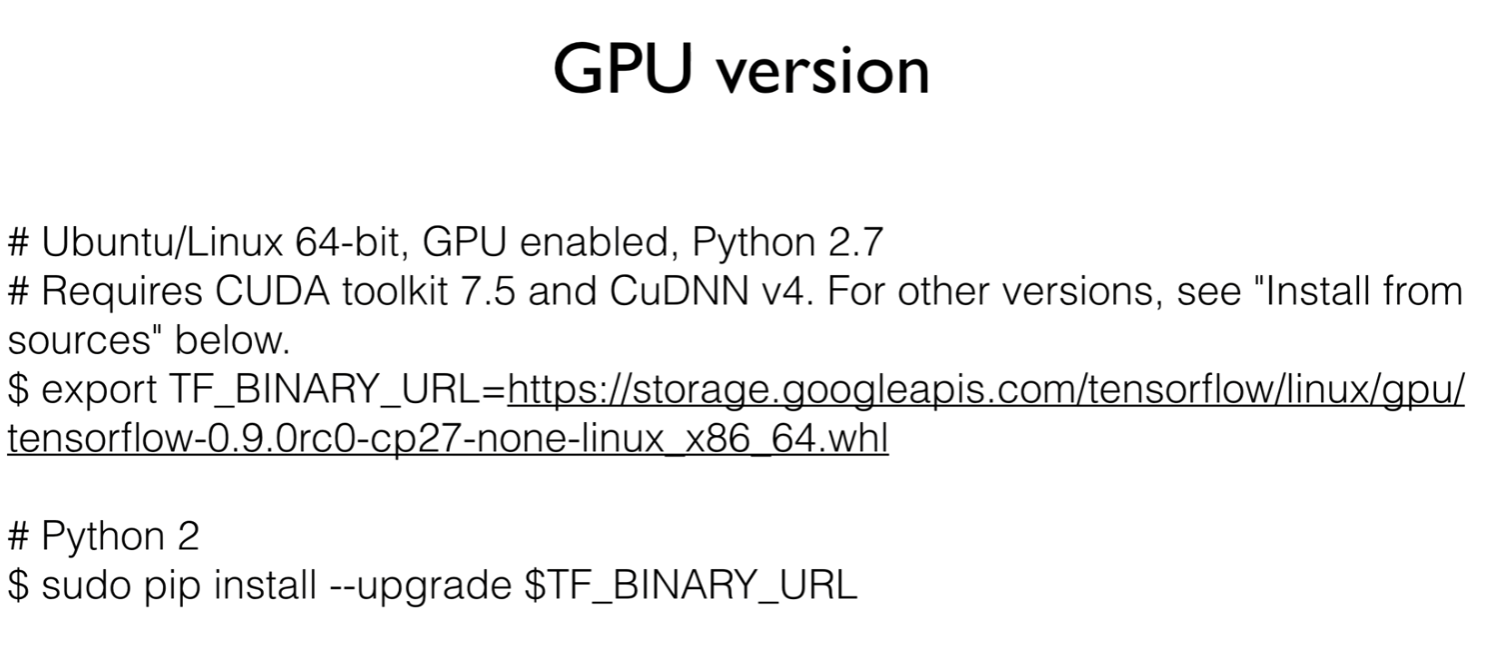 GPU version
# Ubuntu/Linux 64-bit, GPU enabled, Python 2.7
# Requires CUDA toolkit 7.5 and CuDNN v4. For other versions, see "Install from
sources" below.
$ export TF_BINARY_URL=https://storage.googleapis.com/tensorflow/linux/gpu/
tensorflow-0.9.0rc0-cp27-none-linux_x86_64.whl
# Python 2
$ sudo pip install --upgrade $TF_BINARY_URL